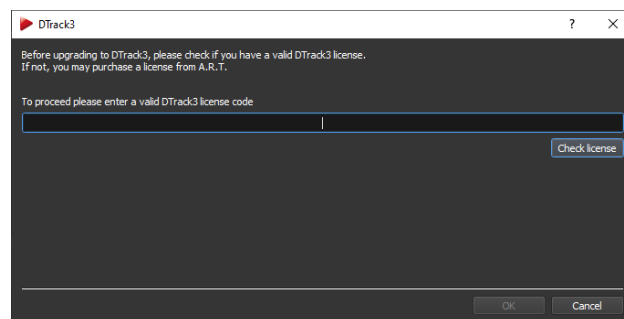 DTrack3
Before upgrading to DTrack3, please check if you have a valid DTrack3 license.
If not, you may purchase a license from A.R.T.
To proceed please enter a valid DTrack3 license code
Check license
OK
Cancel